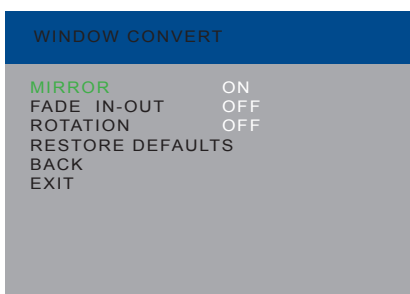 WINDOW CONVERT
MIRROR ON
FADE IN-OUT OFF
ROTATION OFF
RESTORE DEFAULTS
BACK
EXIT